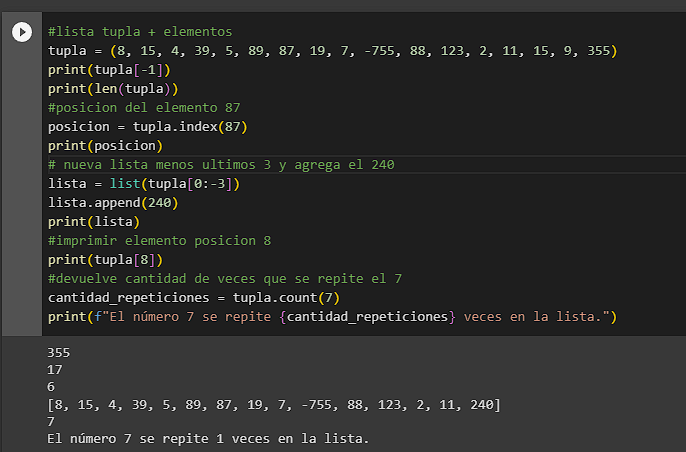 #lista tupla + elementos
tupla = (8, 15, 4, 39, 5, 89, 87, 19, 7, -755, 88, 123, 2, 11, 15, 9, 355)
print(tupla[-1])
print(len(tupla))
#posicion del elemento 87
posicion = tupla.index(87)
print(posicion)
# nueva lista menos ultimos 3 y agrega el 240
lista = list(tupla[0:-3])
lista.append(240)
print(lista)
#imprimir elemento posicion 8
print(tupla[8])
#devuelve cantidad de veces que se repite el 7
cantidad_repeticiones = tupla.count(7)
print(f"El número 7 se repite {cantidad_repeticiones} veces en la lista.")
355
17
6
[8, 15, 4, 39, 5, 89, 87, 19, 7, -755, 88, 123, 2, 11, 240]
7
El número 7 se repite 1 veces en la lista.